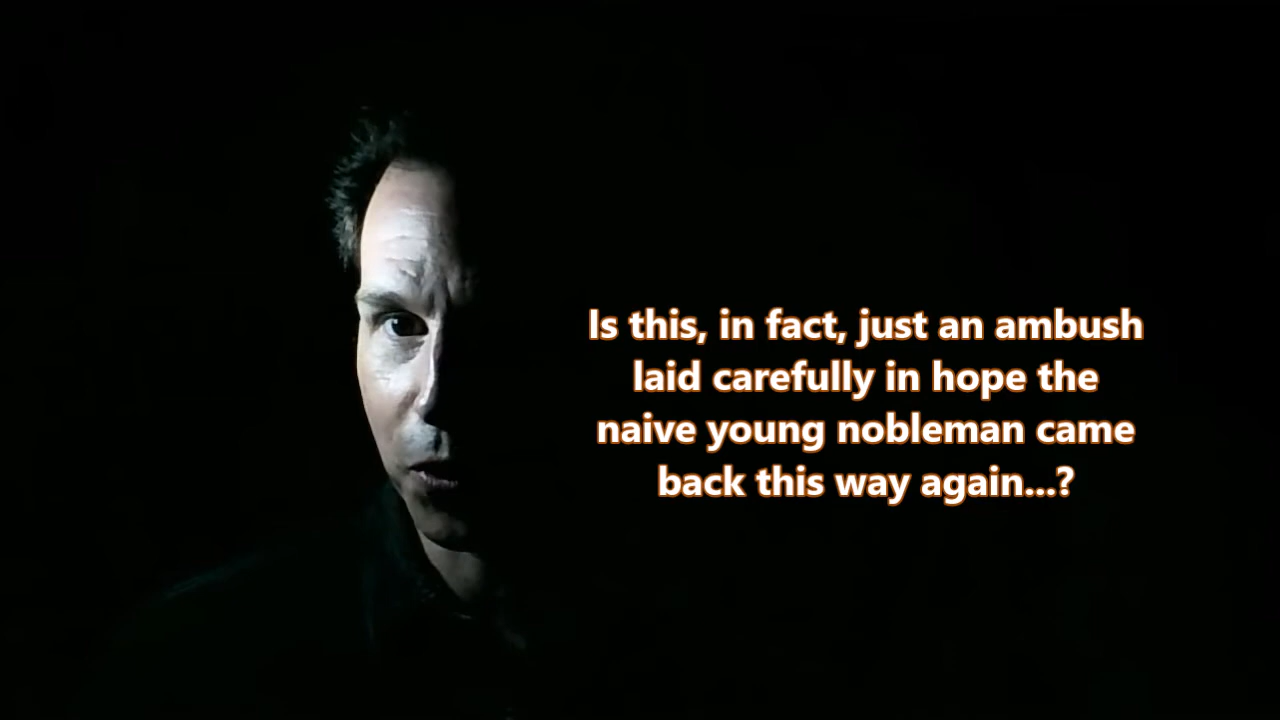 Is this, in fact, just an ambush
laid carefully in hope the
naive young nobleman came
back this way again...?